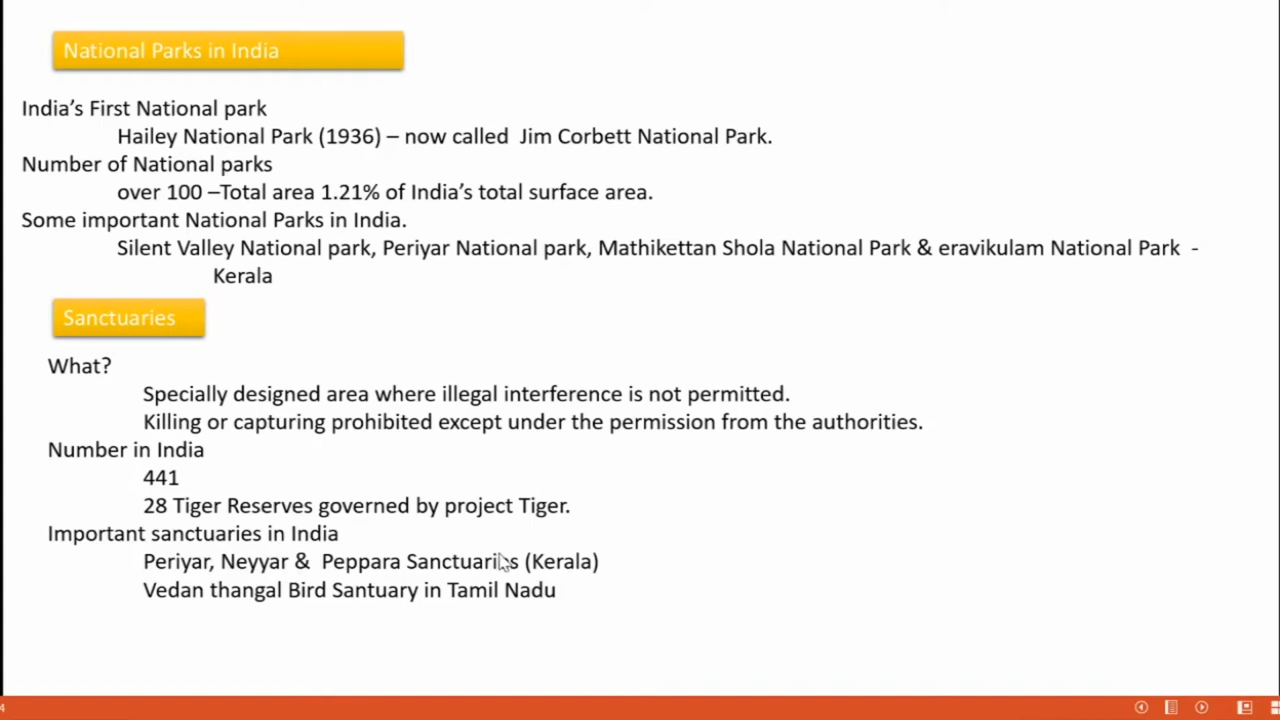 National Parks in India
India's First National park
Hailey National Park (1936) – now called Jim Corbett National Park.
Number of National parks
over 100 –Total area 1.21% of India's total surface area.
Some important National Parks in India.
Silent Valley National park, Periyar National park, Mathikettan Shola National Park & eravikulam National Park -
Kerala
Sanctuaries
What?
Specially designed area where illegal interference is not permitted.
Killing or capturing prohibited except under the permission from the authorities.
Number in India
441
28 Tiger Reserves governed by project Tiger.
Important sanctuaries in India
Periyar, Neyyar & Peppara Sanctuaries (Kerala)
Vedan thangal Bird Santuary in Tamil Nadu
4